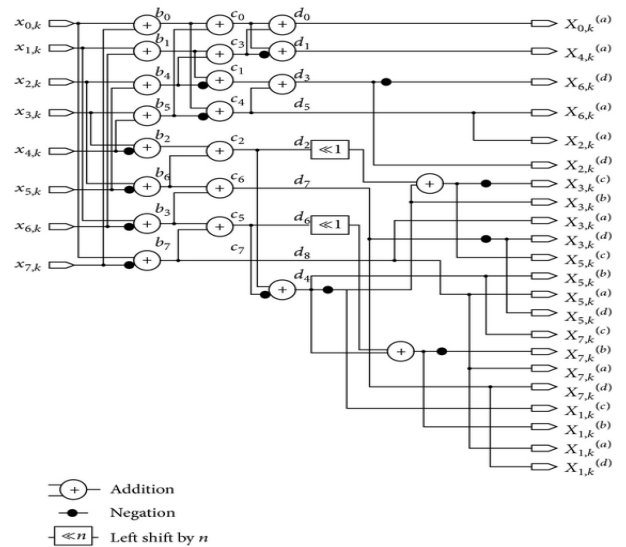 x0,k b0 c0 d0 X0,k(a)
x1,k b1 c3 d1 X4,k(a)
x2,k b4 c1 d3 X6,k(d)
x3,k b5 c4 d5 X6,k(a)
X2,k(a)
x4,k b2 c2 d2 ≪1 X2,k(d)
X3,k(c)
x5,k b6 c6 d7 X3,k(b)
X3,k(a)
x6,k b3 c5 d6 ≪1 X3,k(d)
X5,k(c)
x7,k b7 c7 d8 X5,k(b)
d4 X5,k(a)
X5,k(d)
X7,k(c)
X7,k(b)
X7,k(a)
X7,k(d)
X1,k(c)
X1,k(b)
X1,k(a)
X1,k(d)
+ Addition
Negation
≪n Left shift by n